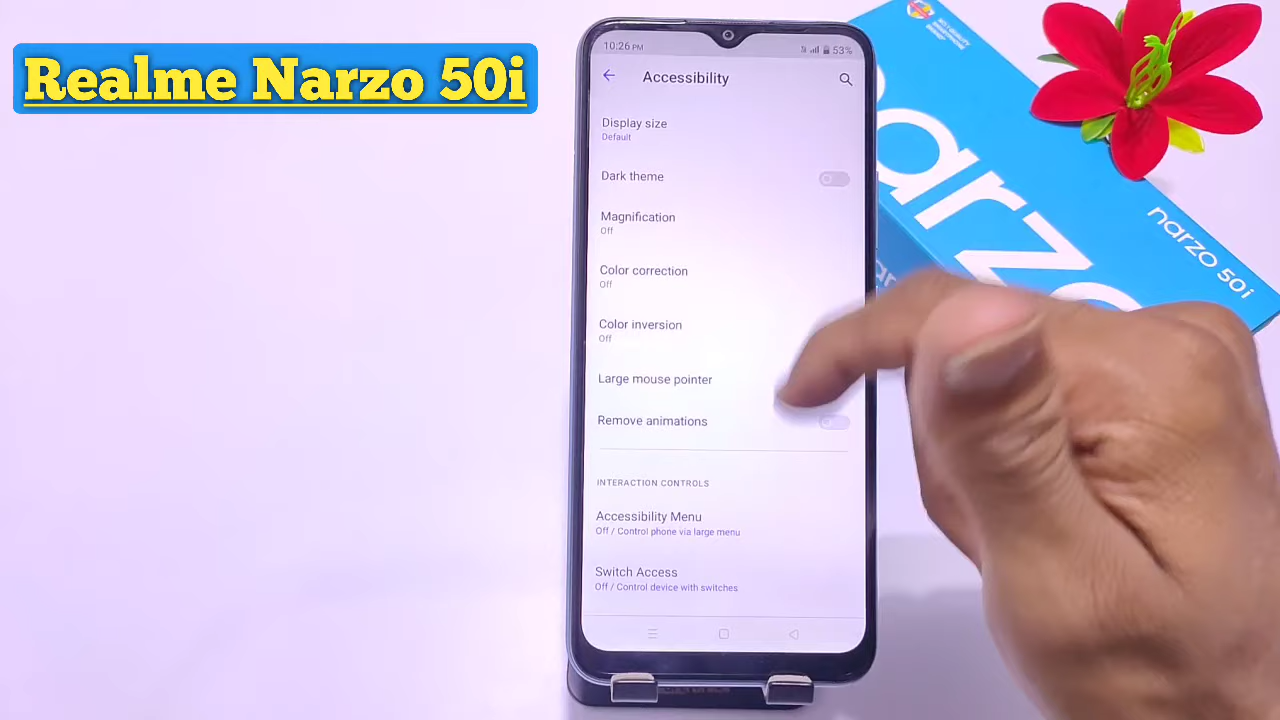 Realme Narzo 50i
10:26 PM
53%
Accessibility
Display size
Default
Dark theme
Magnification
Off
Color correction
Off
Color inversion
Off
Large mouse pointer
Remove animations
INTERACTION CONTROLS
Accessibility Menu
Off / Control phone via large menu
Switch Access
Off / Control device with switches
narzo
narzo 50i